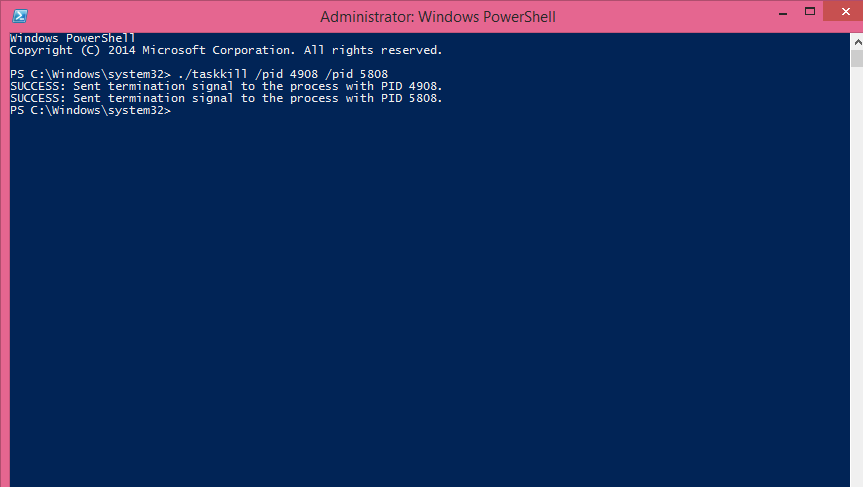 Administrator: Windows PowerShell
Windows PowerShell
Copyright (C) 2014 Microsoft Corporation. All rights reserved.
PS C:\Windows\system32> ./taskkill /pid 4908 /pid 5808
SUCCESS: Sent termination signal to the process with PID 4908.
SUCCESS: Sent termination signal to the process with PID 5808.
PS C:\Windows\system32>